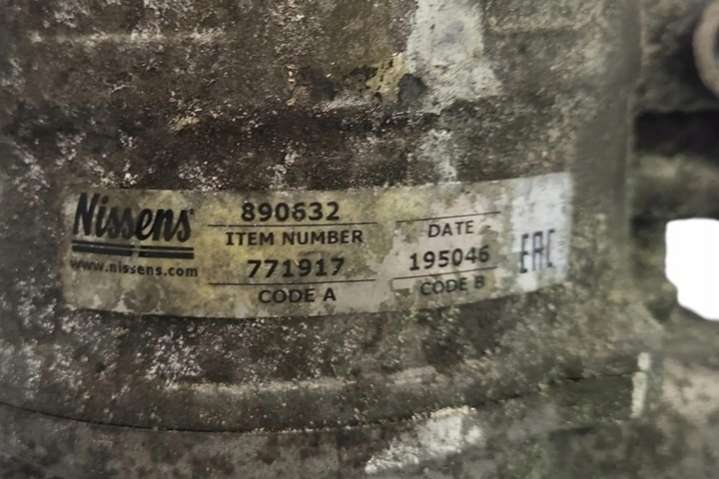 Nissens
www.nissens.com
890632
ITEM NUMBER
771917
CODE A
DATE
195046
CODE B
EAC